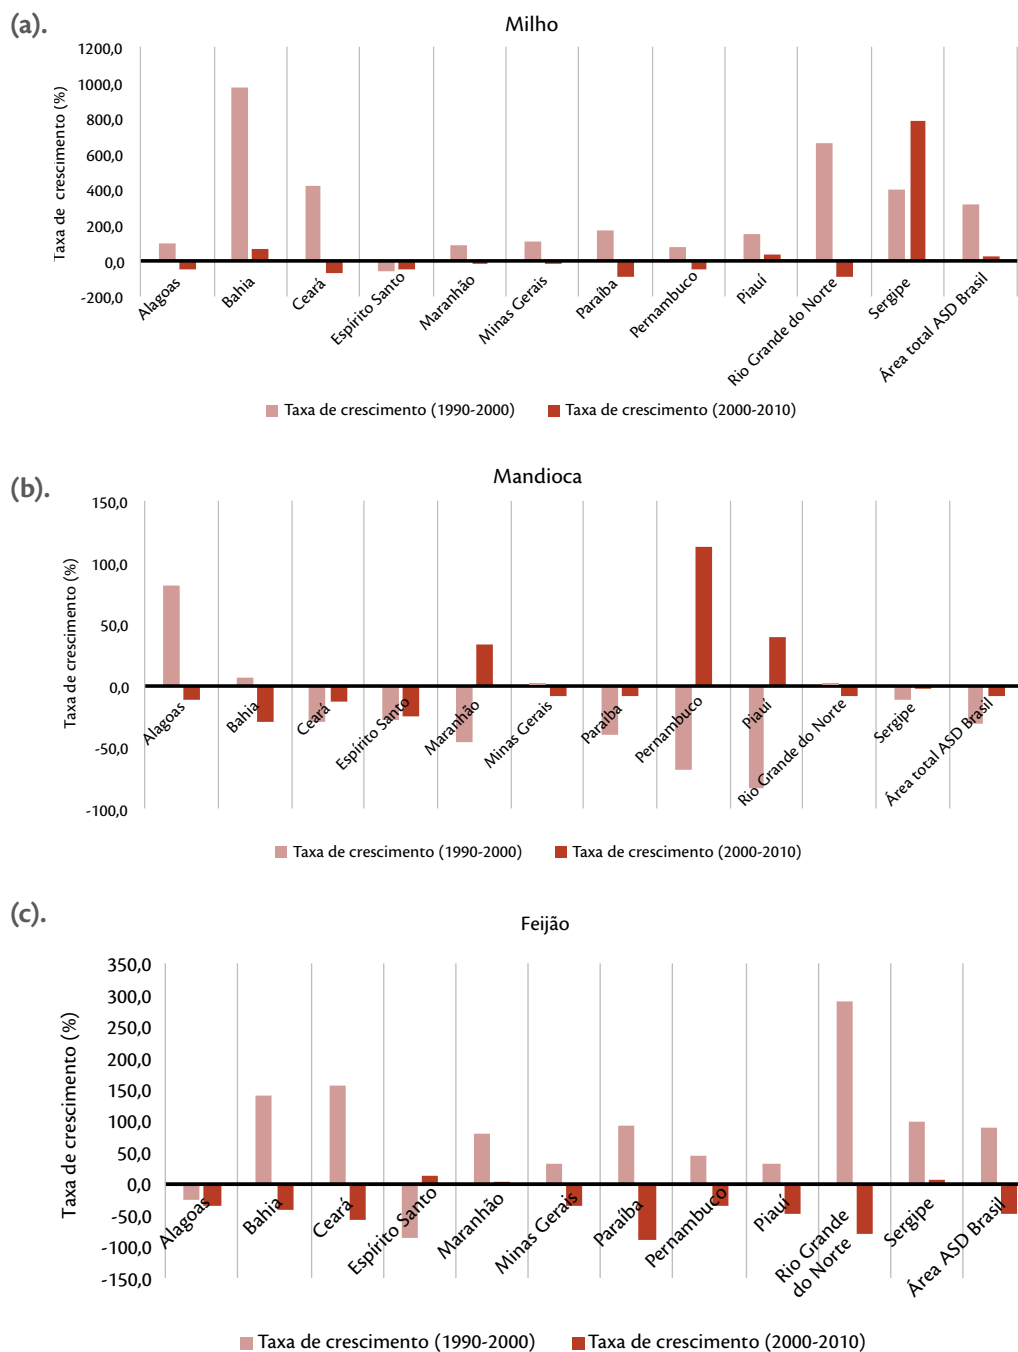 (a).
Milho
Taxa de crescimento (%)
1200,0
1000,0
800,0
600,0
400,0
200,0
0,0
-200,0
Alagoas
Bahia
Ceará
Espírito Santo
Maranhão
Minas Gerais
Paraíba
Pernambuco
Piauí
Rio Grande do Norte
Sergipe
Área total ASD Brasil
Taxa de crescimento (1990-2000) Taxa de crescimento (2000-2010)
(b).
Mandioca
Taxa de crescimento (%)
150,0
100,0
50,0
0,0
-50,0
-100,0
Alagoas
Bahia
Ceará
Espírito Santo
Maranhão
Minas Gerais
Paraíba
Pernambuco
Piauí
Rio Grande do Norte
Sergipe
Área total ASD Brasil
Taxa de crescimento (1990-2000) Taxa de crescimento (2000-2010)
(c).
Feijão
Taxa de crescimento (%)
350,0
300,0
250,0
200,0
150,0
100,0
50,0
0,0
-50,0
-100,0
-150,0
Alagoas
Bahia
Ceará
Espírito Santo
Maranhão
Minas Gerais
Paraíba
Pernambuco
Piauí
Rio Grande
do Norte
Sergipe
Área ASD Brasil
Taxa de crescimento (1990-2000) Taxa de crescimento (2000-2010)